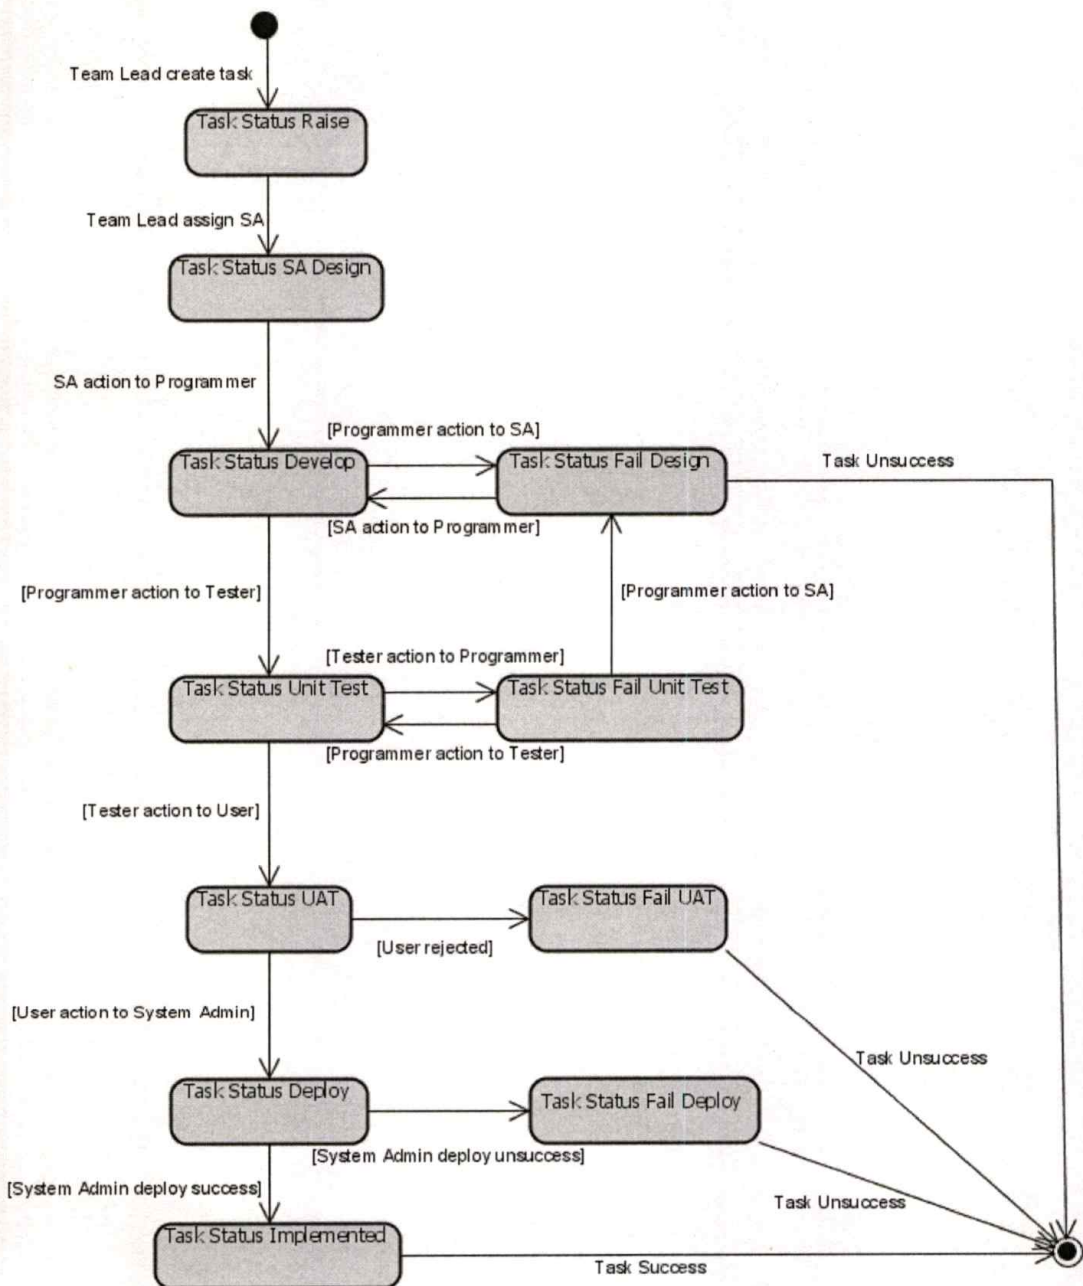 Team Lead create task
Task Status Raise
Team Lead assign SA
Task Status SA Design
SA action to Programmer
[Programmer action to SA]
Task Status Develop
Task Status Fail Design
Task Unsuccess
[SA action to Programmer]
[Programmer action to Tester]
[Programmer action to SA]
[Tester action to Programmer]
Task Status Unit Test
Task Status Fail Unit Test
[Programmer action to Tester]
[Tester action to User]
Task Status UAT
Task Status Fail UAT
[User rejected]
[User action to System Admin]
Task Unsuccess
Task Status Deploy
Task Status Fail Deploy
[System Admin deploy unsuccess]
[System Admin deploy success]
Task Unsuccess
Task Status Implemented
Task Success